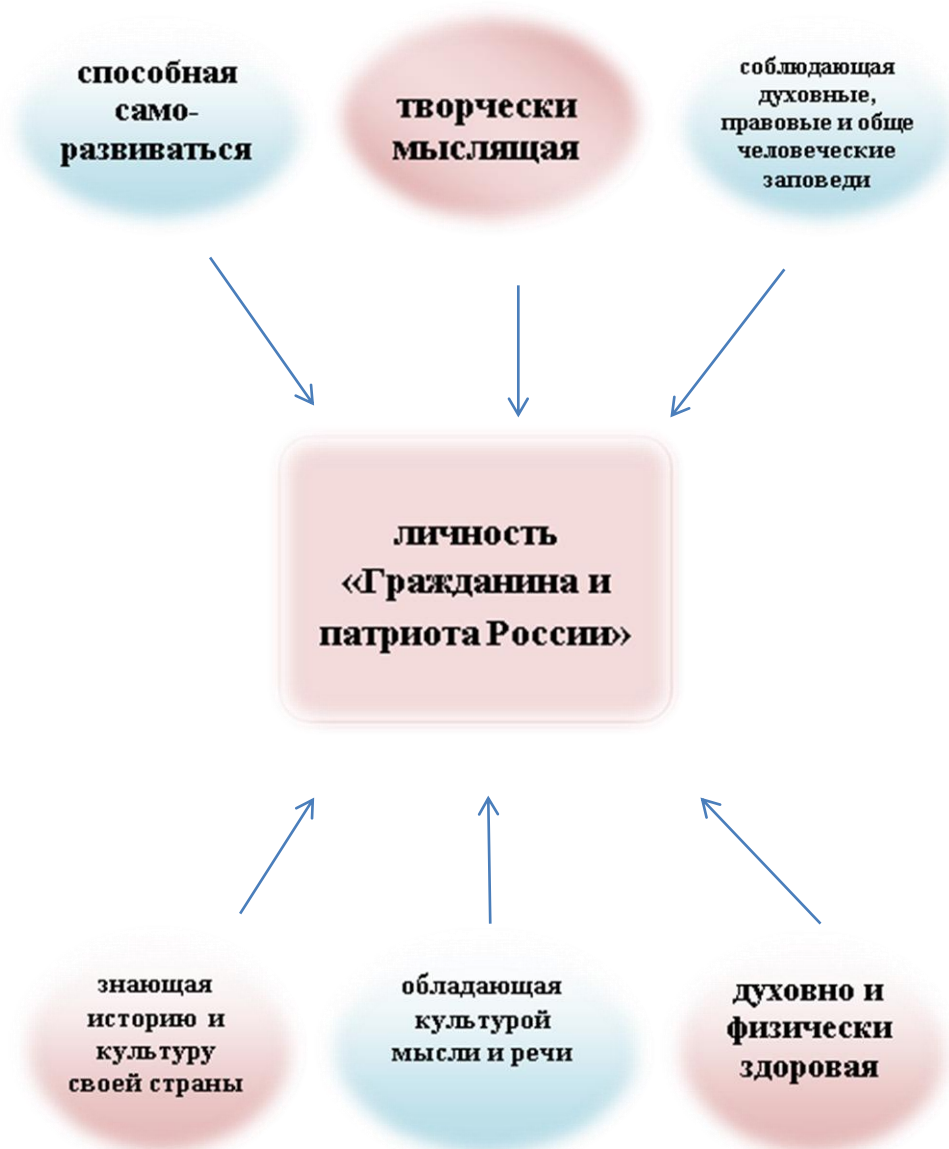 способная
само-
развиваться
творчески
мыслящая
соблюдающая
духовные,
правовые и обще
человеческие
заповеди
личность
«Гражданина и
патриота России»
знающая
историю и
культуру
своей страны
обладающая
культурой
мысли и речи
духовно и
физически
здоровая